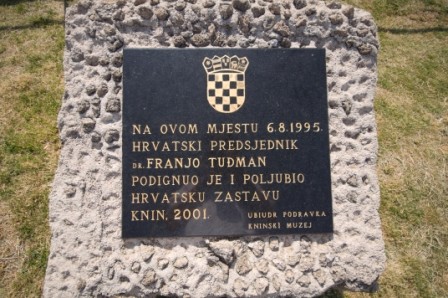 NA OVOM MJESTU 6.8.1995.
HRVATSKI PREDSJEDNIK
DR. FRANJO TUĐMAN
PODIGNUO JE I POLJUBIO
HRVATSKU ZASTAVU
KNIN, 2001.
UBIUDR PODRAVKA
KNINSKI MUZEJ